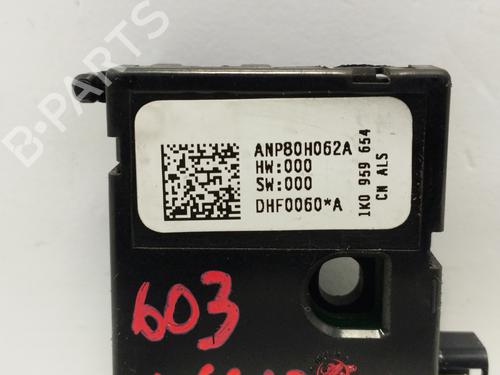 B-PARTS
ANP80H062A
HW:000
SW:000
DHF0060*A
1K0 959 654
CN ALS
603